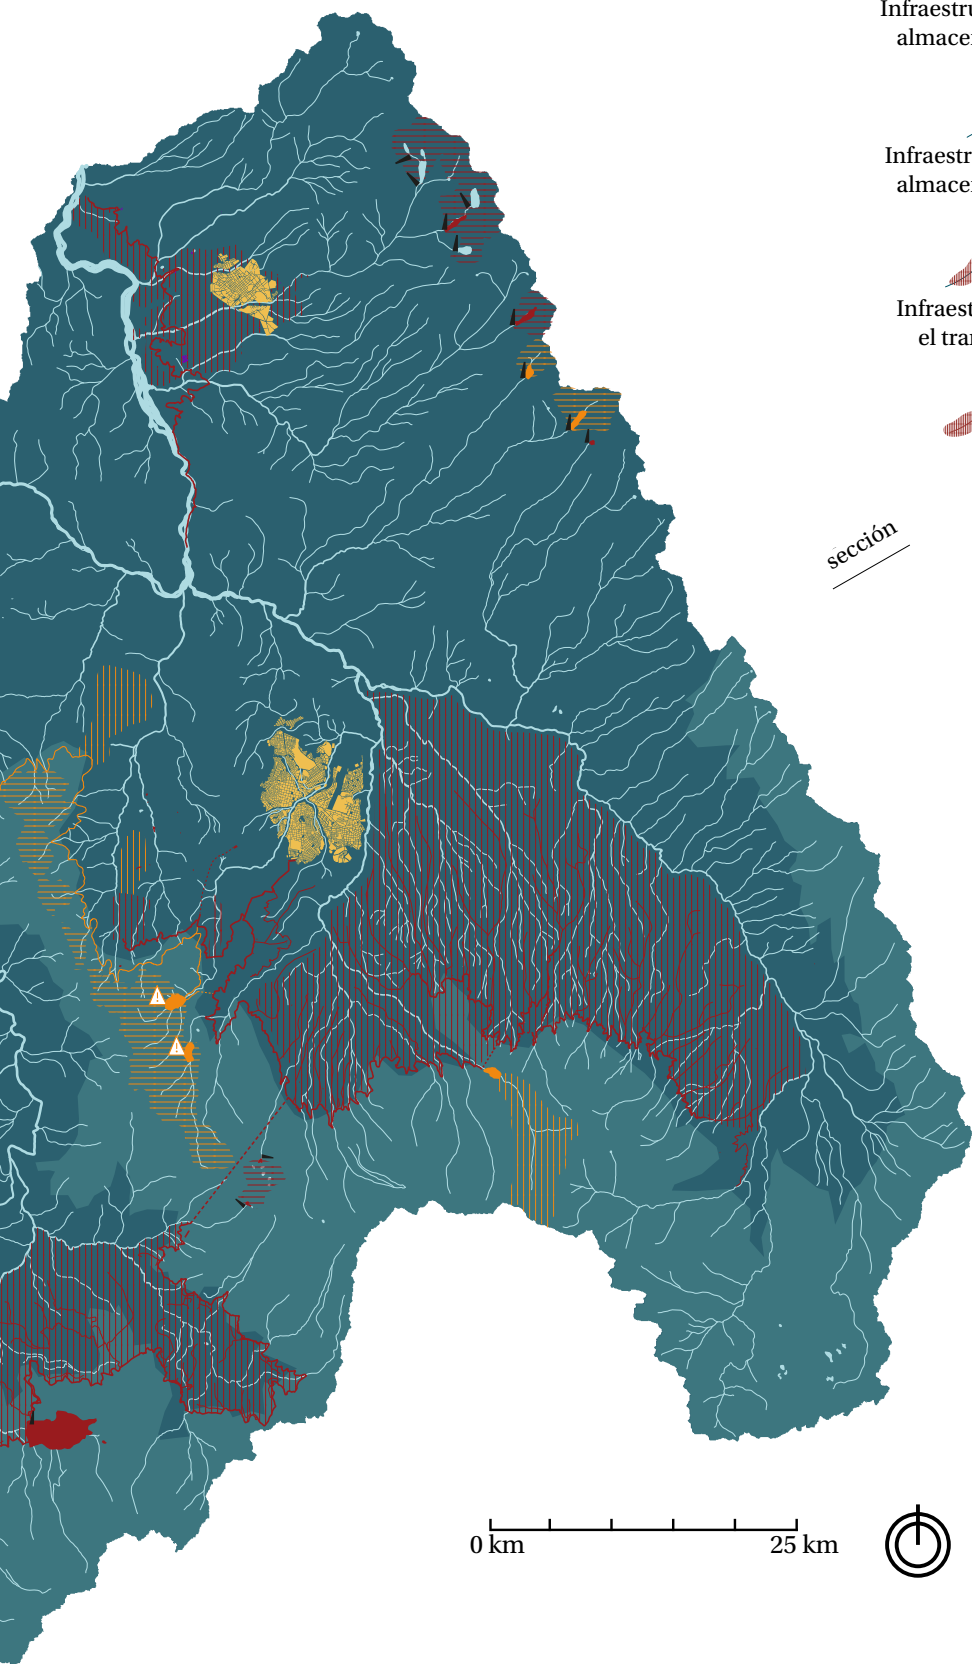 Infraestru
almacen
Infraestr
almacen
Infraest
el tran
sección
!
!
0 km
25 km